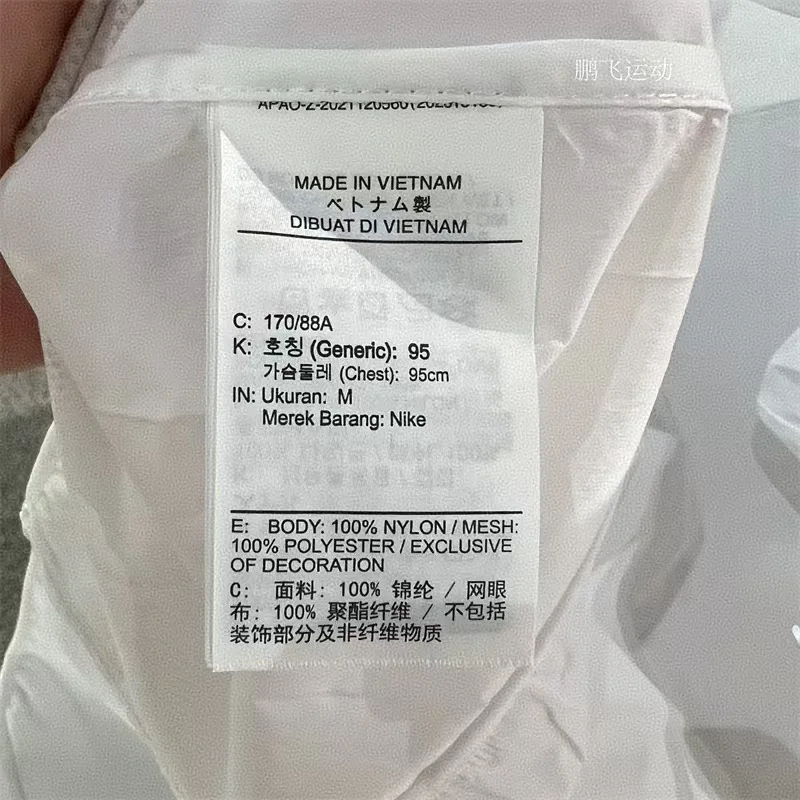 鹏飞运动
MADE IN VIETNAM
ベトナム製
DIBUAT DI VIETNAM
C: 170/88A
K: 호칭 (Generic): 95
가슴둘레 (Chest): 95cm
IN: Ukuran: M
Merek Barang: Nike
E: BODY: 100% NYLON / MESH:
100% POLYESTER / EXCLUSIVE
OF DECORATION
C: 面料: 100% 锦纶 / 网眼
布: 100% 聚酯纤维 / 不包括
装饰部分及非纤维物质